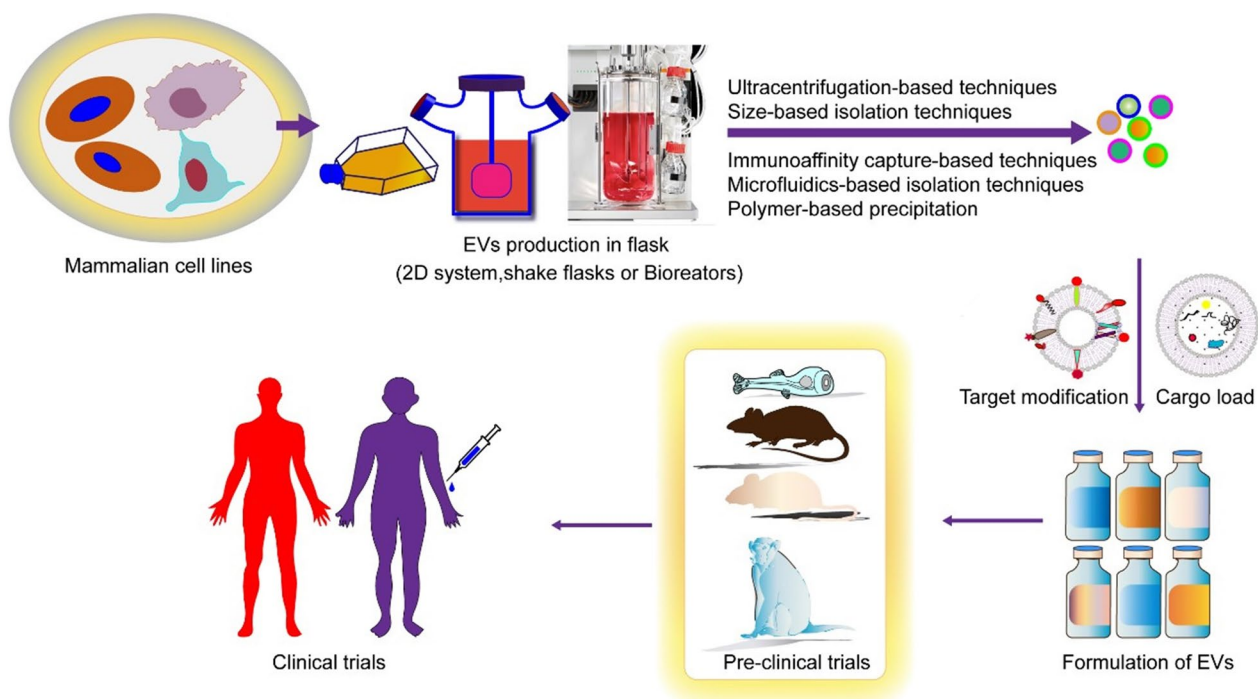 Mammalian cell lines
EVs production in flask
(2D system,shake flasks or Bioreators)
Ultracentrifugation-based techniques
Size-based isolation techniques
Immunoaffinity capture-based techniques
Microfluidics-based isolation techniques
Polymer-based precipitation
Target modification
Cargo load
Formulation of EVs
Pre-clinical trials
Clinical trials